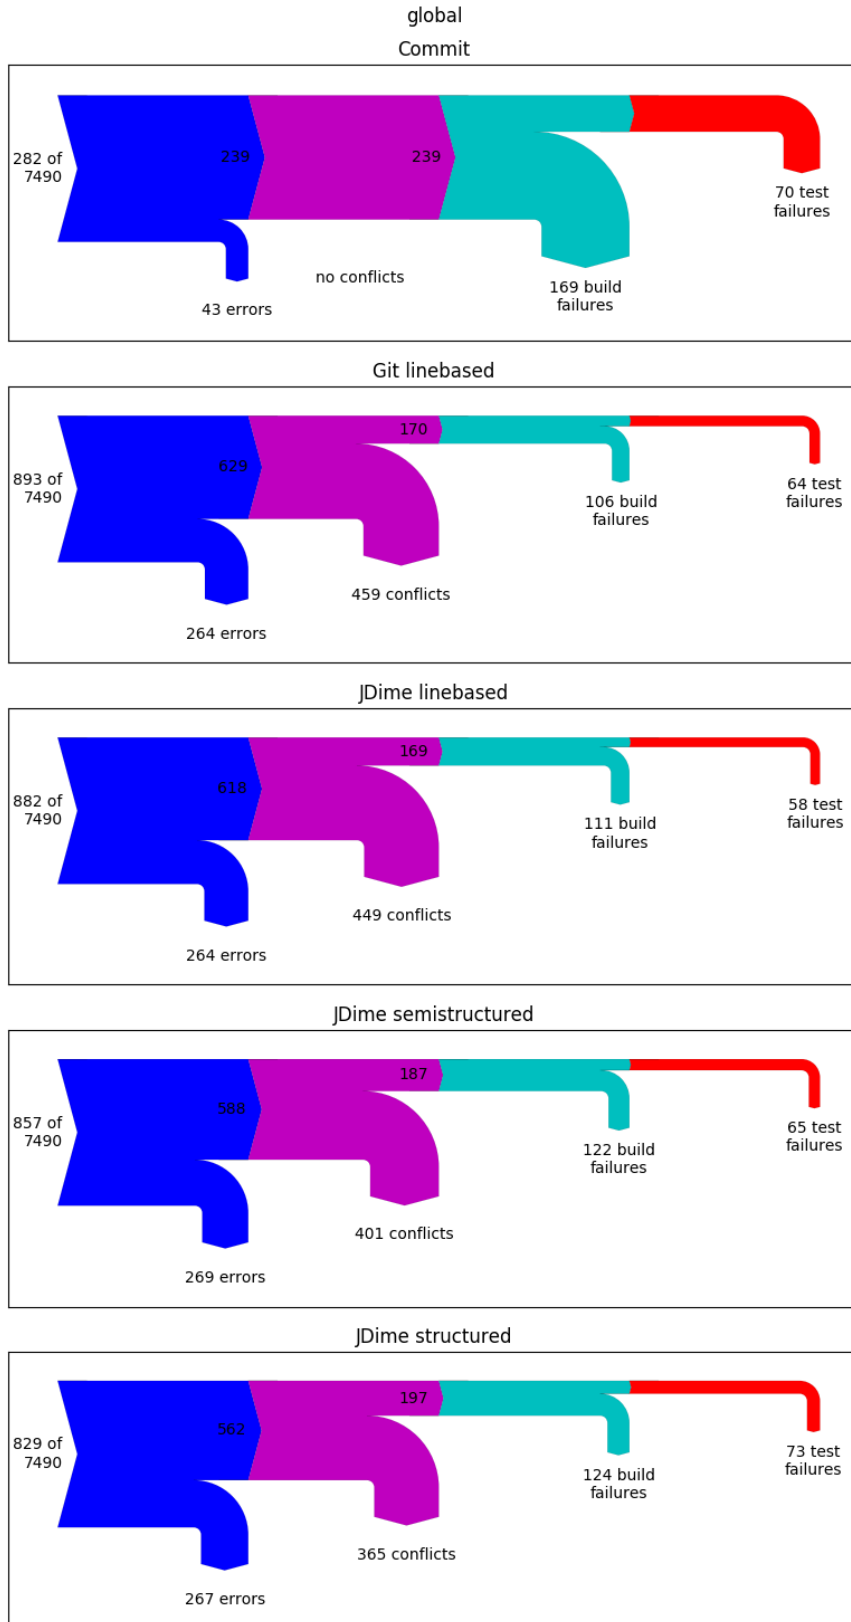 global
Commit
282 of
7490
239
239
43 errors
no conflicts
169 build
failures
70 test
failures
Git linebased
893 of
7490
629
170
264 errors
459 conflicts
106 build
failures
64 test
failures
JDime linebased
882 of
7490
618
169
264 errors
449 conflicts
111 build
failures
58 test
failures
JDime semistructured
857 of
7490
588
187
269 errors
401 conflicts
122 build
failures
65 test
failures
JDime structured
829 of
7490
562
197
267 errors
365 conflicts
124 build
failures
73 test
failures